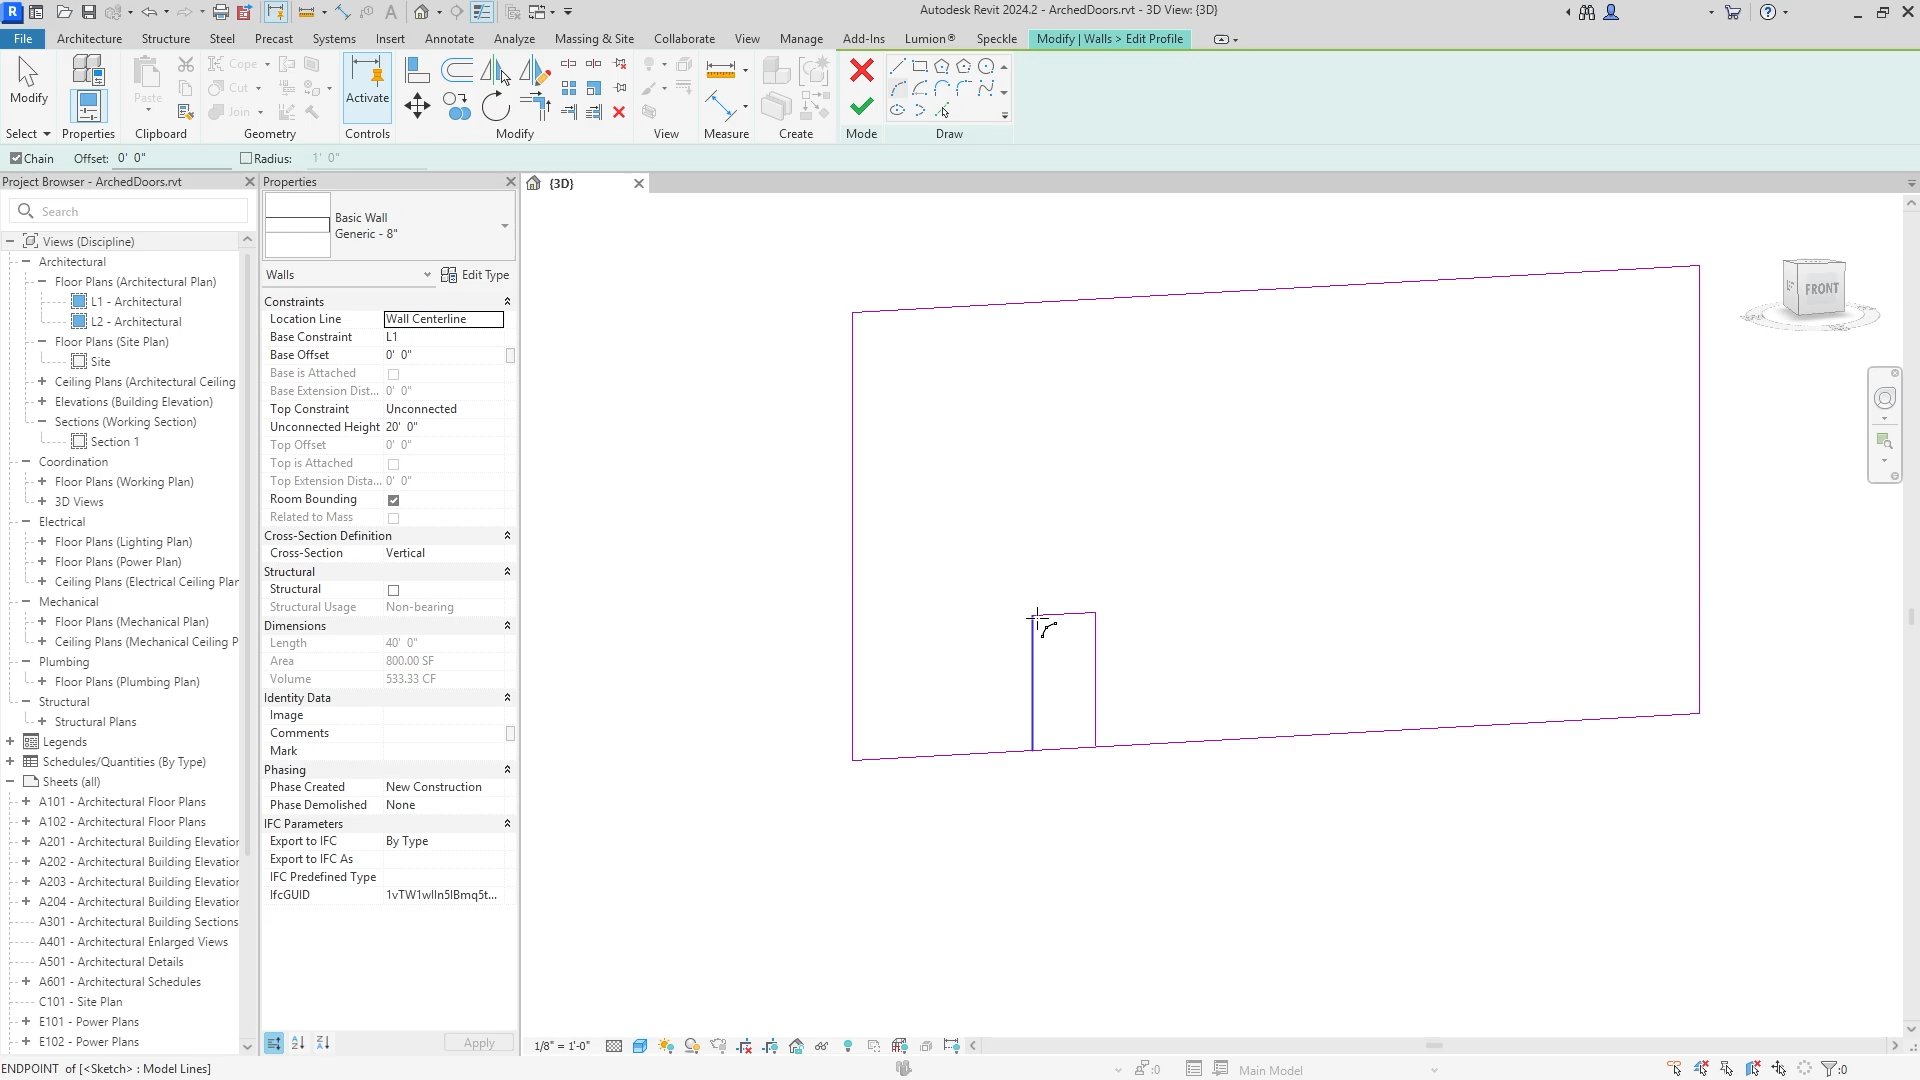 Autodesk Revit 2024.2 - ArchedDoors.rvt - 3D View: {3D}
File Architecture Structure Steel Precast Systems Insert Annotate Analyze Massing & Site Collaborate View Manage Add-Ins Lumion® Speckle Modify | Walls > Edit Profile
Modify Paste Cope Cut Join Activate
Select Properties Clipboard Geometry Controls Modify View Measure Create Mode Draw
Chain Offset: 0' 0" Radius: 1' 0"
Project Browser - ArchedDoors.rvt
Search
Views (Discipline)
Architectural
Floor Plans (Architectural Plan)
L1 - Architectural
L2 - Architectural
Floor Plans (Site Plan)
Site
Ceiling Plans (Architectural Ceiling
Elevations (Building Elevation)
Sections (Working Section)
Section 1
Coordination
Floor Plans (Working Plan)
3D Views
Electrical
Floor Plans (Lighting Plan)
Floor Plans (Power Plan)
Ceiling Plans (Electrical Ceiling Plan
Mechanical
Floor Plans (Mechanical Plan)
Ceiling Plans (Mechanical Ceiling P
Plumbing
Floor Plans (Plumbing Plan)
Structural
Structural Plans
Legends
Schedules/Quantities (By Type)
Sheets (all)
A101 - Architectural Floor Plans
A102 - Architectural Floor Plans
A201 - Architectural Building Elevation
A202 - Architectural Building Elevation
A203 - Architectural Building Elevation
A204 - Architectural Building Elevation
A301 - Architectural Building Sections
A401 - Architectural Enlarged Views
A501 - Architectural Details
A601 - Architectural Schedules
C101 - Site Plan
E101 - Power Plans
E102 - Power Plans
Properties
Basic Wall
Generic - 8"
Walls Edit Type
Constraints
Location Line Wall Centerline
Base Constraint L1
Base Offset 0' 0"
Base is Attached
Base Extension Dist... 0' 0"
Top Constraint Unconnected
Unconnected Height 20' 0"
Top Offset 0' 0"
Top is Attached
Top Extension Dista... 0' 0"
Room Bounding
Related to Mass
Cross-Section Definition
Cross-Section Vertical
Structural
Structural
Structural Usage Non-bearing
Dimensions
Length 40' 0"
Area 800.00 SF
Volume 533.33 CF
Identity Data
Image
Comments
Mark
Phasing
Phase Created New Construction
Phase Demolished None
IFC Parameters
Export to IFC By Type
Export to IFC As
IFC Predefined Type
IfcGUID
Apply
{3D}
FRONT
1/8" = 1'-0"
ENDPOINT of [<Sketch> : Model Lines]
:0
Main Model
:0